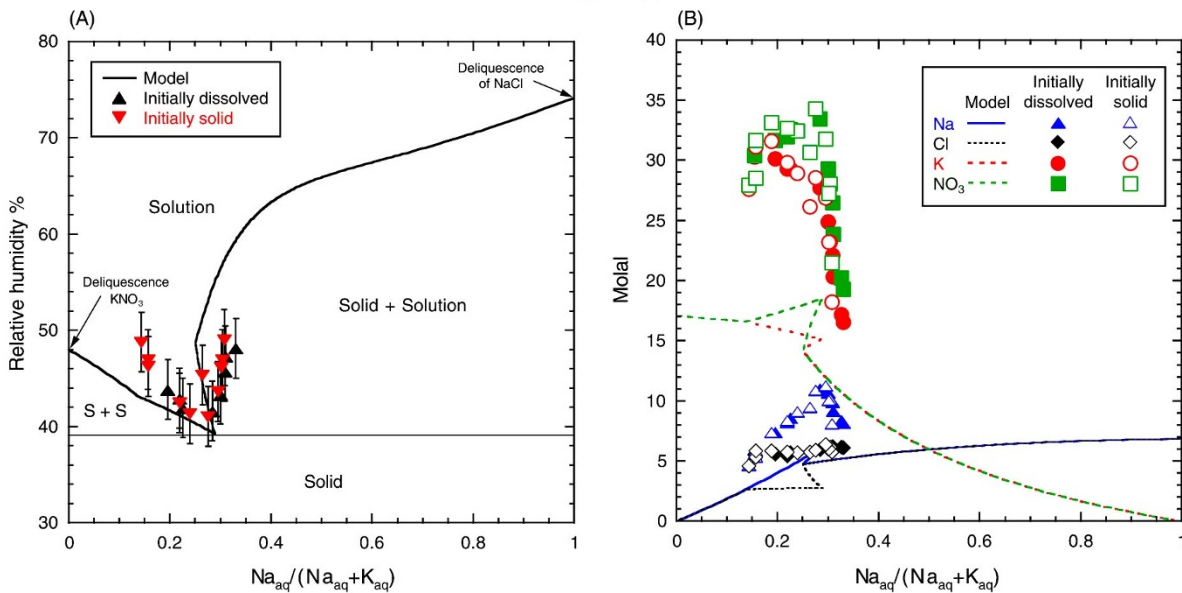 (A)
80
70
60
50
40
30
Relative humidity %
Model
Initially dissolved
Initially solid
Deliquescence
of NaCl
Solution
Deliquescence
KNO3
Solid + Solution
S + S
Solid
0
0.2
0.4
0.6
0.8
1
Naaq/(Naaq+Kaq)
(B)
40
35
30
25
20
15
10
5
0
Molal
Initially Initially
Model dissolved solid
Na
Cl
K
NO3
0
0.2
0.4
0.6
0.8
1
Naaq/(Naaq+Kaq)